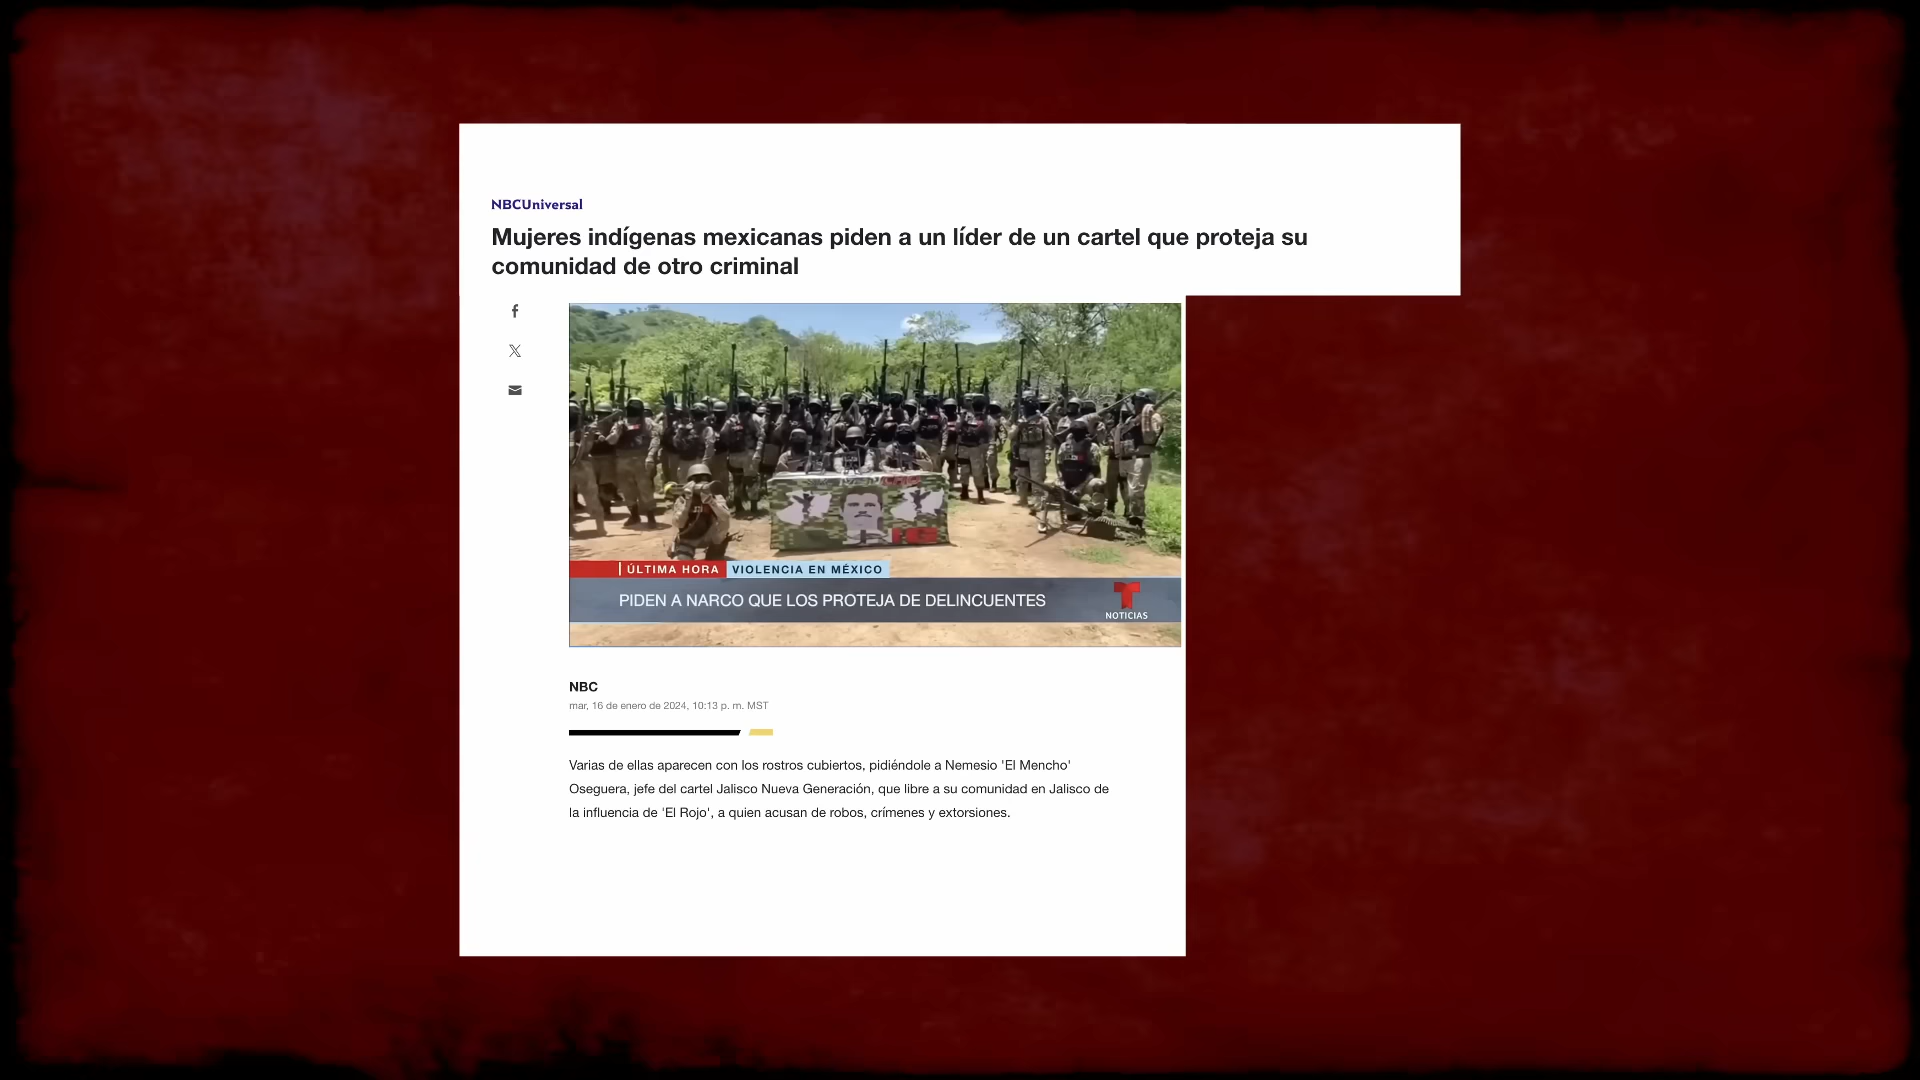 NBCUniversal
Mujeres indígenas mexicanas piden a un líder de un cartel que proteja su
comunidad de otro criminal
ÚLTIMA HORA VIOLENCIA EN MÉXICO
PIDEN A NARCO QUE LOS PROTEJA DE DELINCUENTES
NOTICIAS
NBC
mar, 16 de enero de 2024, 10:13 p. m. MST
Varias de ellas aparecen con los rostros cubiertos, pidiéndole a Nemesio 'El Mencho'
Oseguera, jefe del cartel Jalisco Nueva Generación, que libre a su comunidad en Jalisco de
la influencia de 'El Rojo', a quien acusan de robos, crímenes y extorsiones.